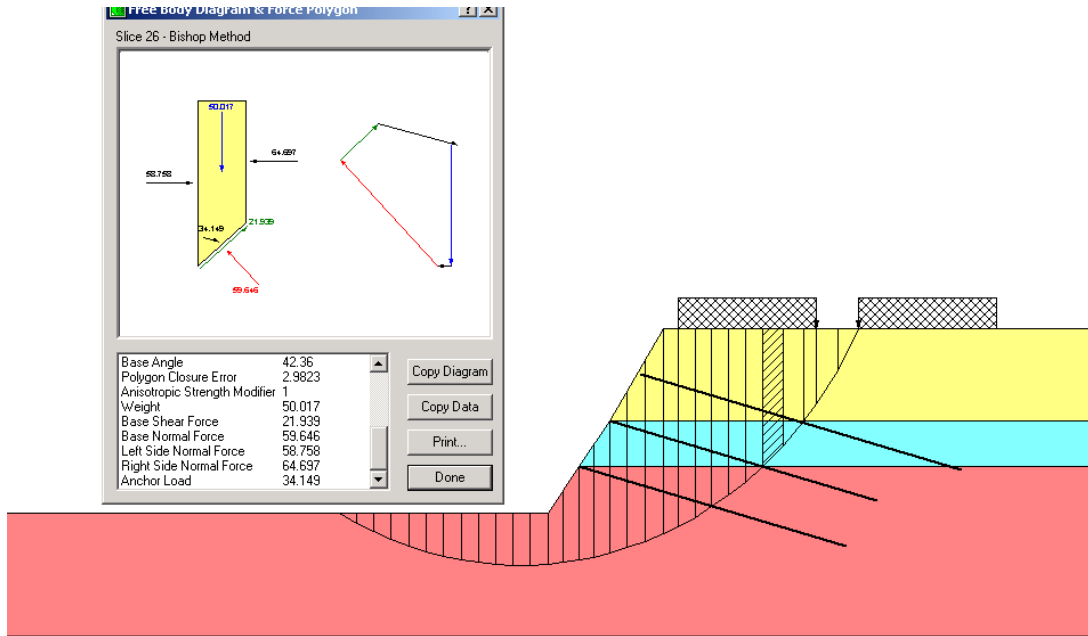 Free Body Diagram & Force Polygon
Slice 26 - Bishop Method
50.017
64.697
58.758
34.149
21.939
59.646
Base Angle 42.36
Polygon Closure Error 2.9823
Anisotropic Strength Modifier 1
Weight 50.017
Base Shear Force 21.939
Base Normal Force 59.646
Left Side Normal Force 58.758
Right Side Normal Force 64.697
Anchor Load 34.149
Copy Diagram
Copy Data
Print...
Done